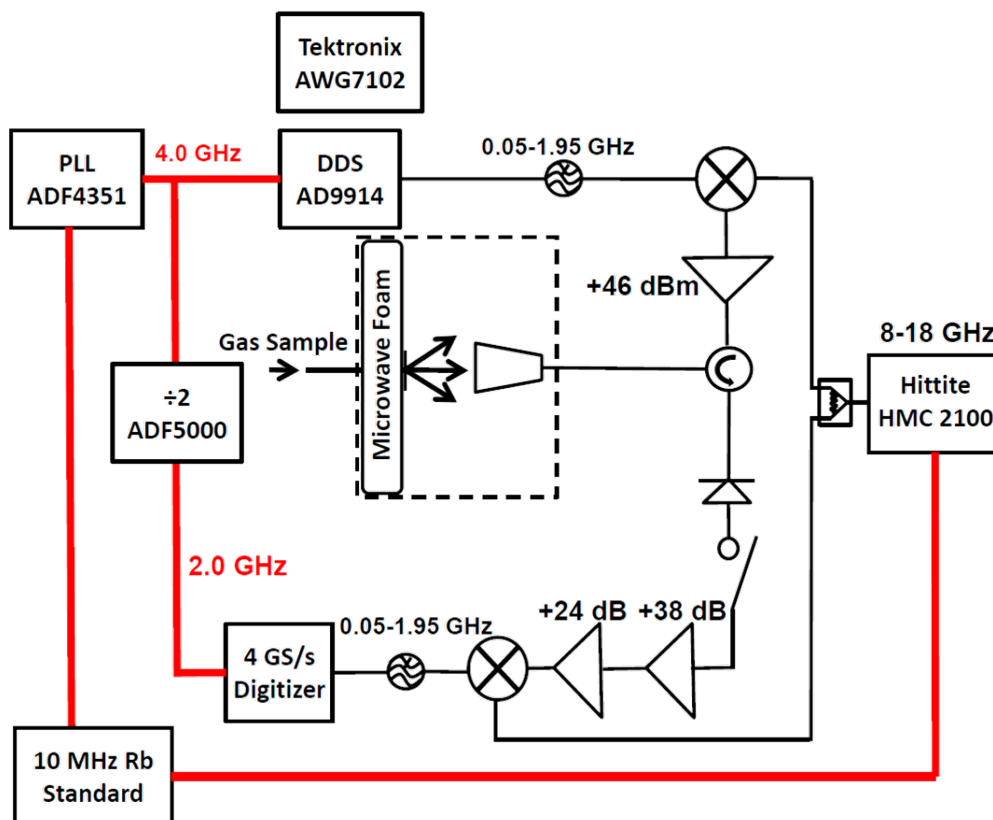 Tektronix
AWG7102
PLL
ADF4351
4.0 GHz
DDS
AD9914
0.05-1.95 GHz
+46 dBm
Microwave Foam
Gas Sample
8-18 GHz
Hittite
HMC 2100
÷2
ADF5000
2.0 GHz
+24 dB
+38 dB
0.05-1.95 GHz
4 GS/s
Digitizer
10 MHz Rb
Standard